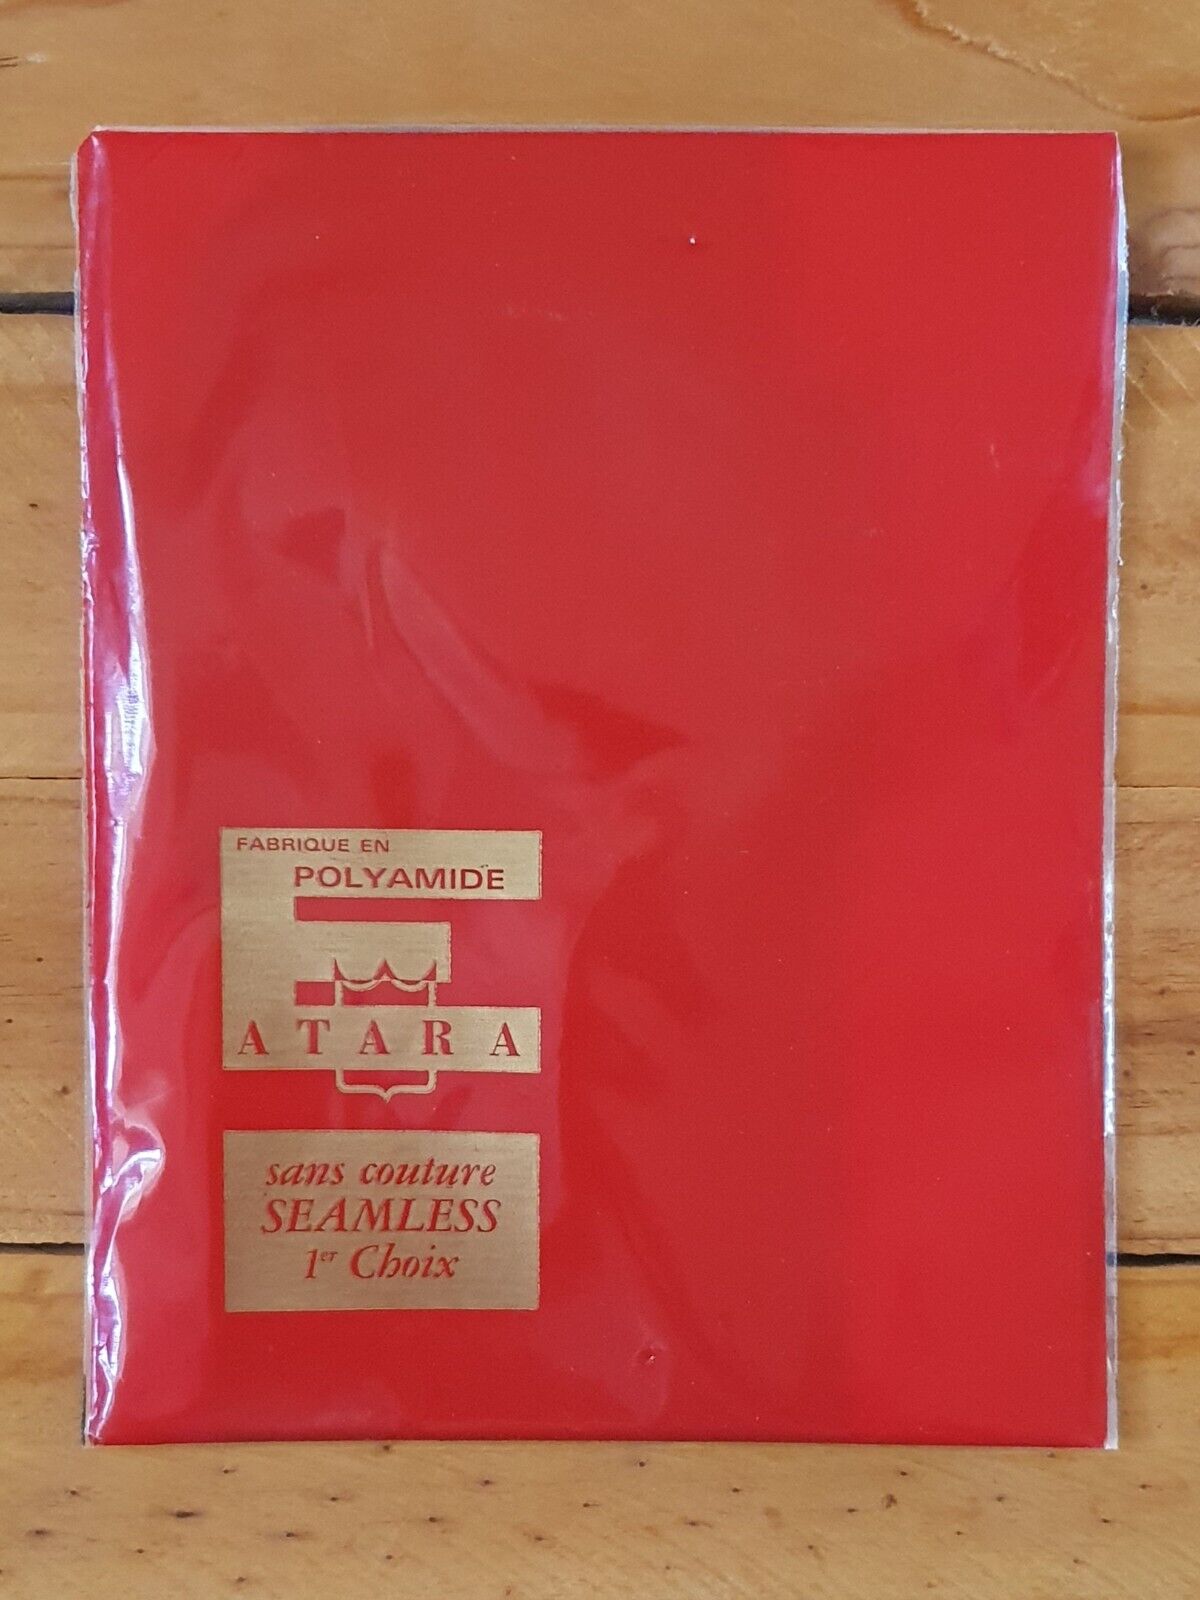 FABRIQUE EN
POLYAMIDE
ATARA
sans couture
SEAMLESS
1er Choix